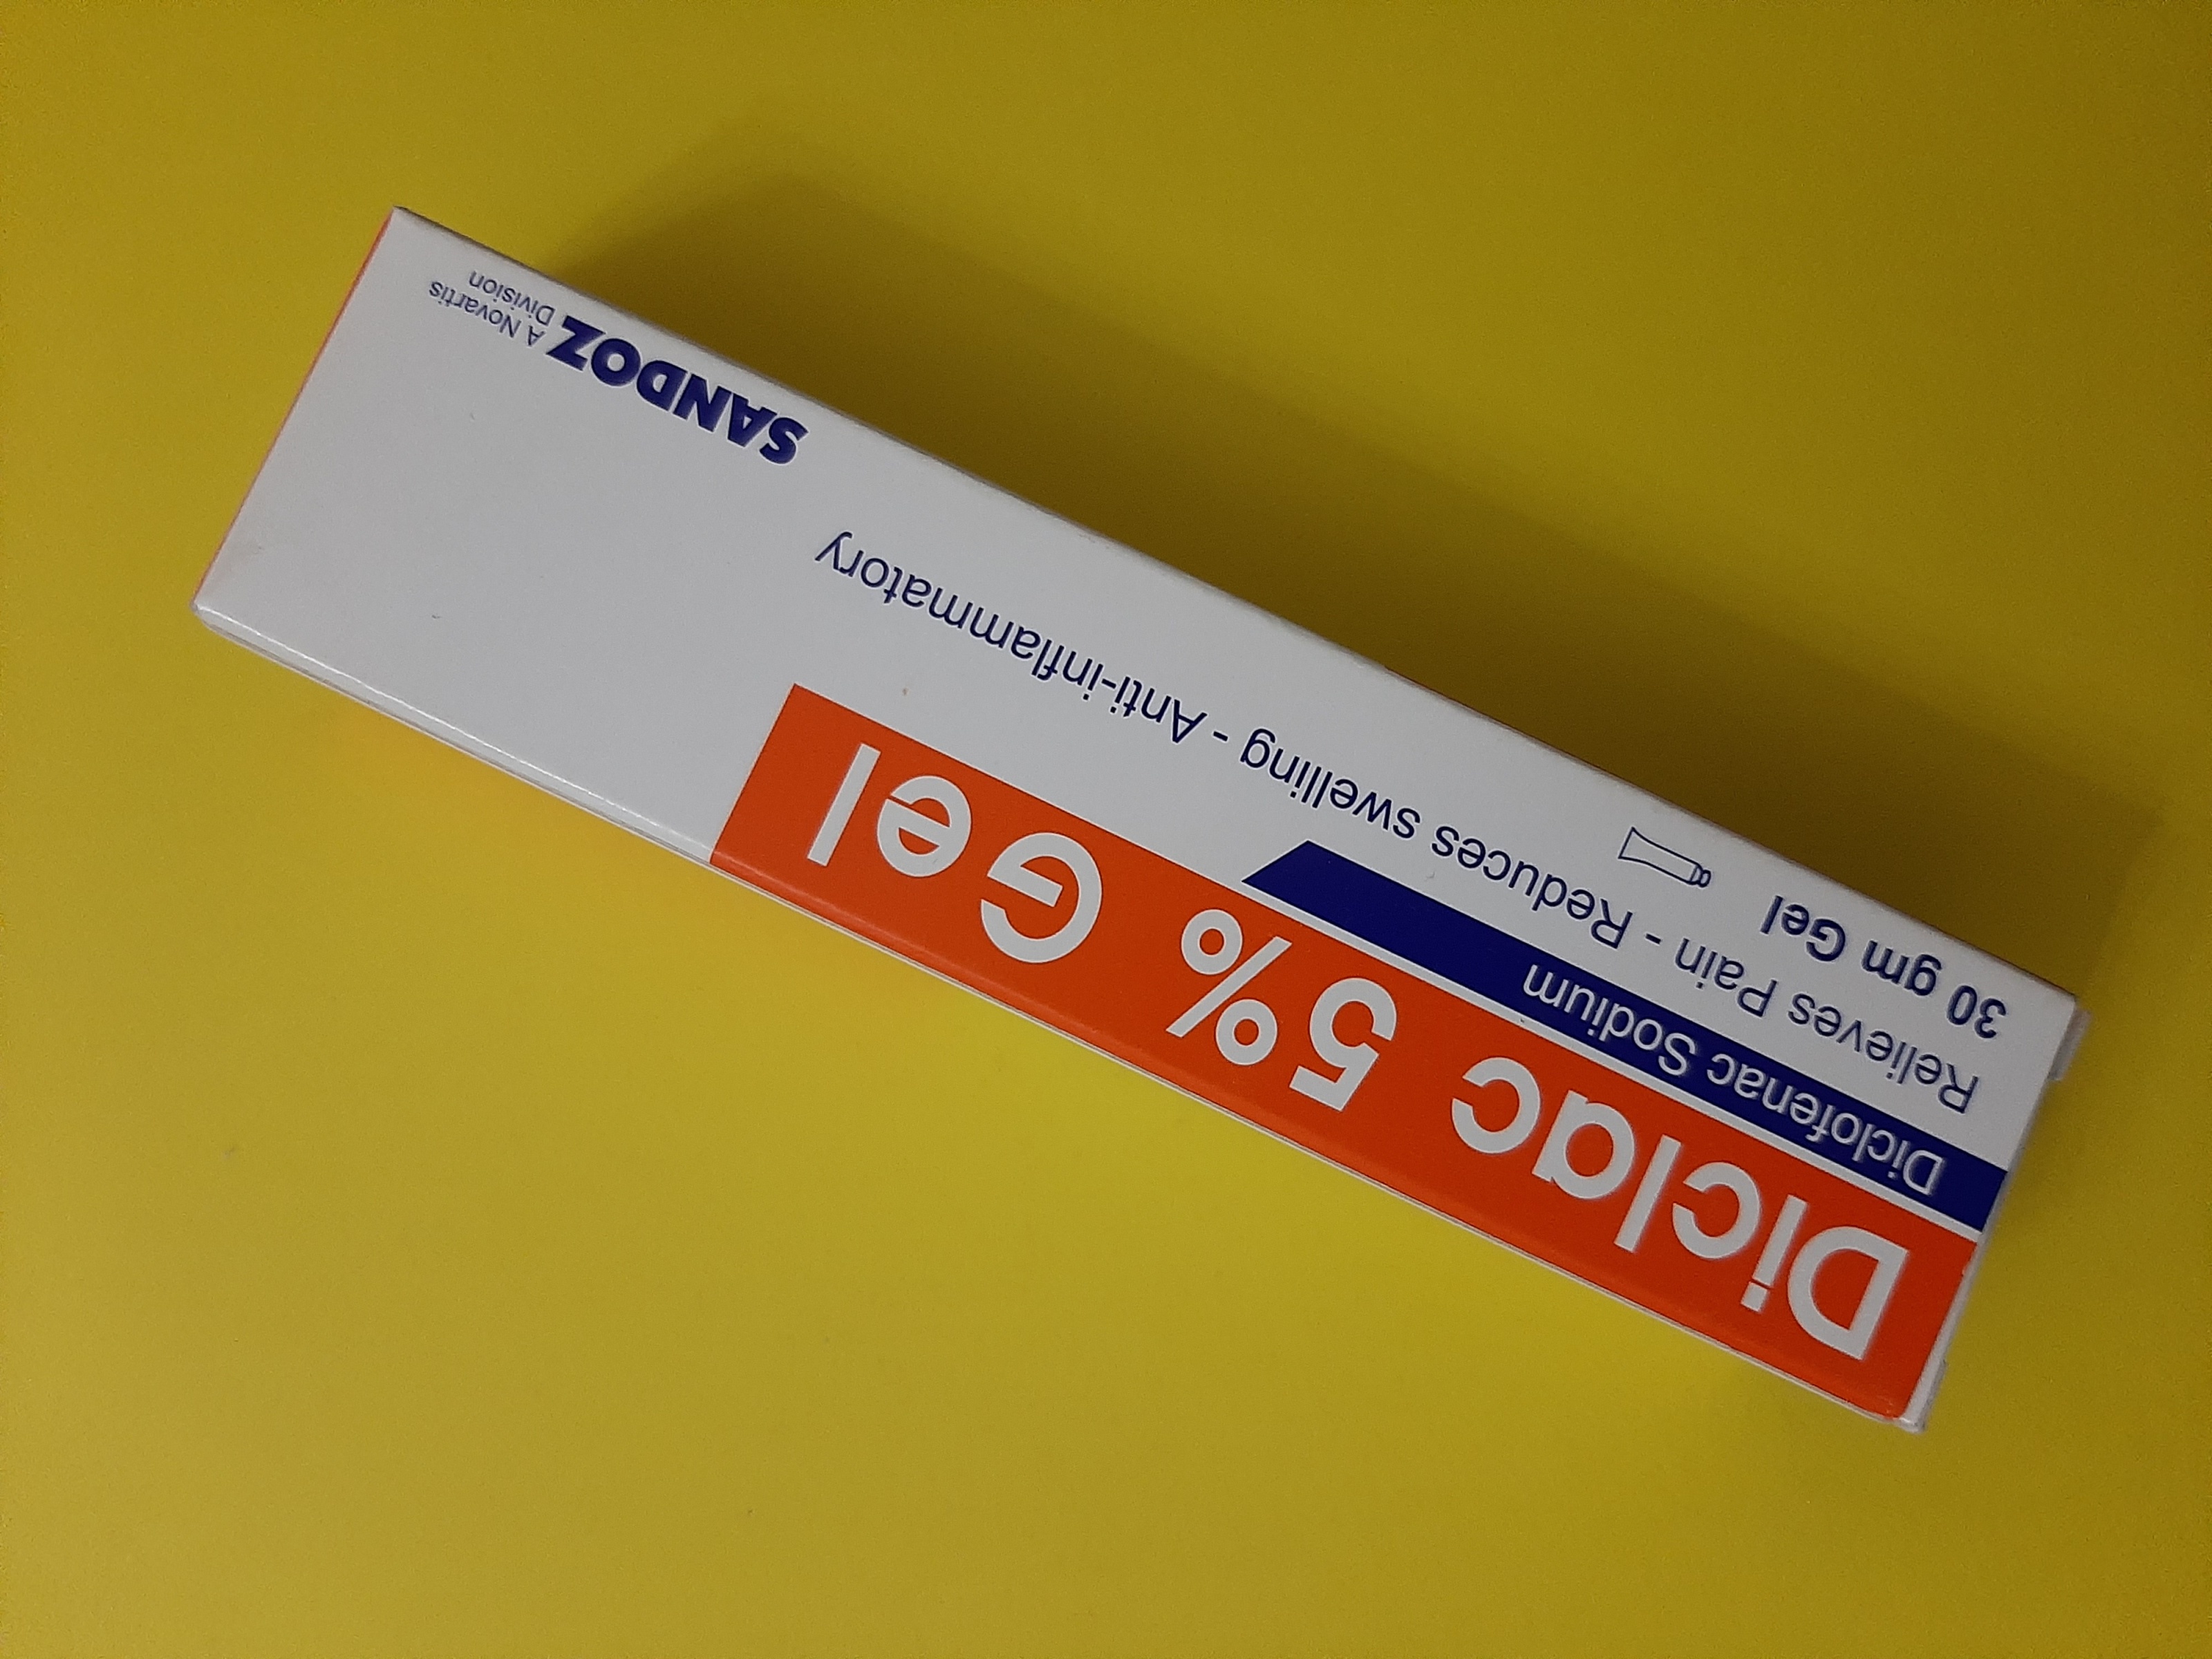 Diclac 5% Gel
Diclofenac Sodium
Relieves Pain - Reduces swelling - Anti-inflammatory
30 gm Gel
SANDOZ
A Novartis
Division